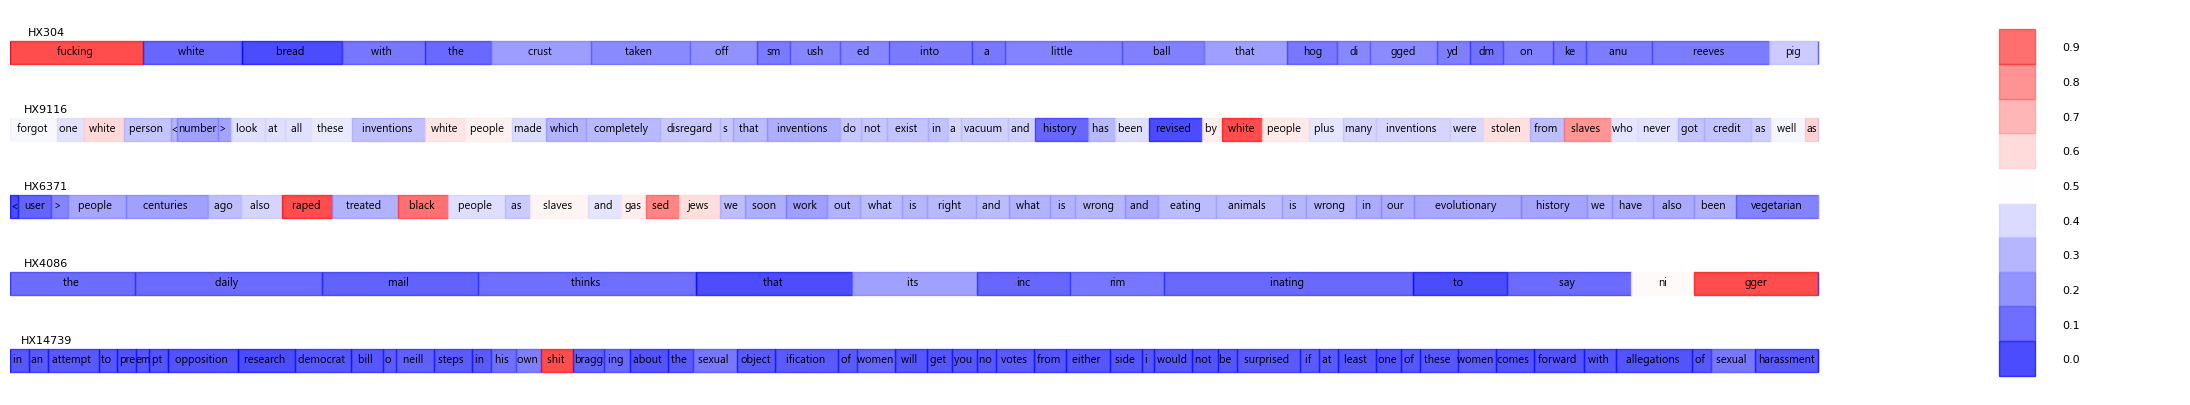 HX304
fucking white bread with the crust taken off sm ush ed into a little ball that hog di gged yd dm on ke anu reeves pig
HX9116
forgot one white person < number > look at all these inventions white people made which completely disregard s that inventions do not exist in a vacuum and history has been revised by white people plus many inventions were stolen from slaves who never got credit as well as
HX6371
< user > people centuries ago also raped treated black people as slaves and gas sed jews we soon work out what is right and what is wrong and eating animals is wrong in our evolutionary history we have also been vegetarian
HX4086
the daily mail thinks that its inc rim inating to say ni gger
HX14739
in an attempt to pre em pt opposition research democrat bill o neill steps in his own shit bragg ing about the sexual object ification of women will get you no votes from either side i would not be surprised if at least one of these women comes forward with allegations of sexual harassment
0.9
0.8
0.7
0.6
0.5
0.4
0.3
0.2
0.1
0.0